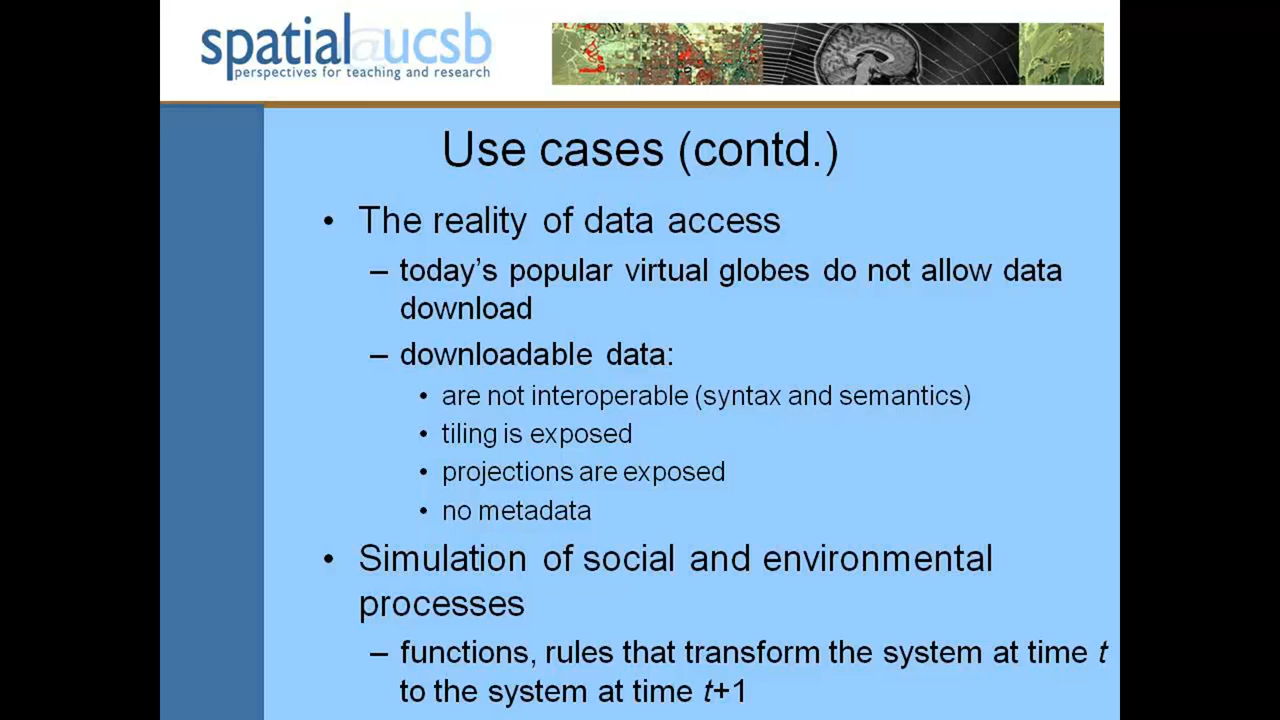 spatial@ucsb
perspectives for teaching and research
Use cases (contd.)
• The reality of data access
– today's popular virtual globes do not allow data
download
– downloadable data:
• are not interoperable (syntax and semantics)
• tiling is exposed
• projections are exposed
• no metadata
• Simulation of social and environmental
processes
– functions, rules that transform the system at time t
to the system at time t+1